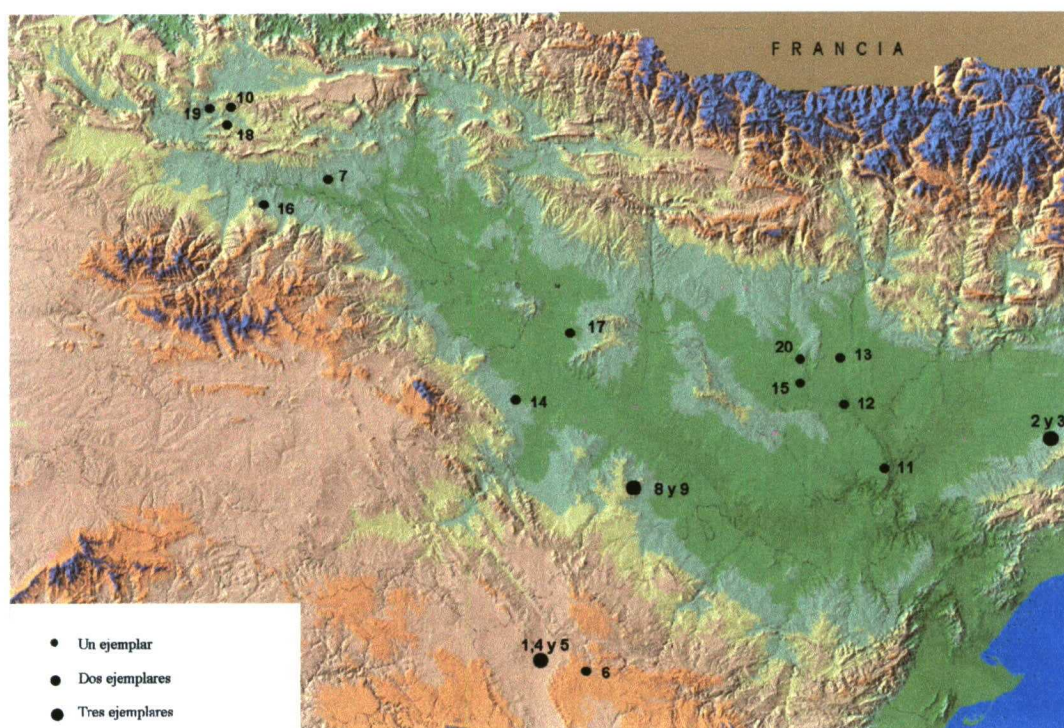 FRANCIA
10
19
18
7
16
17
20
13
15
14
12
2 y 3
11
8 y 9
1,4 y 5
6
Un ejemplar
Dos ejemplares
Tres ejemplares